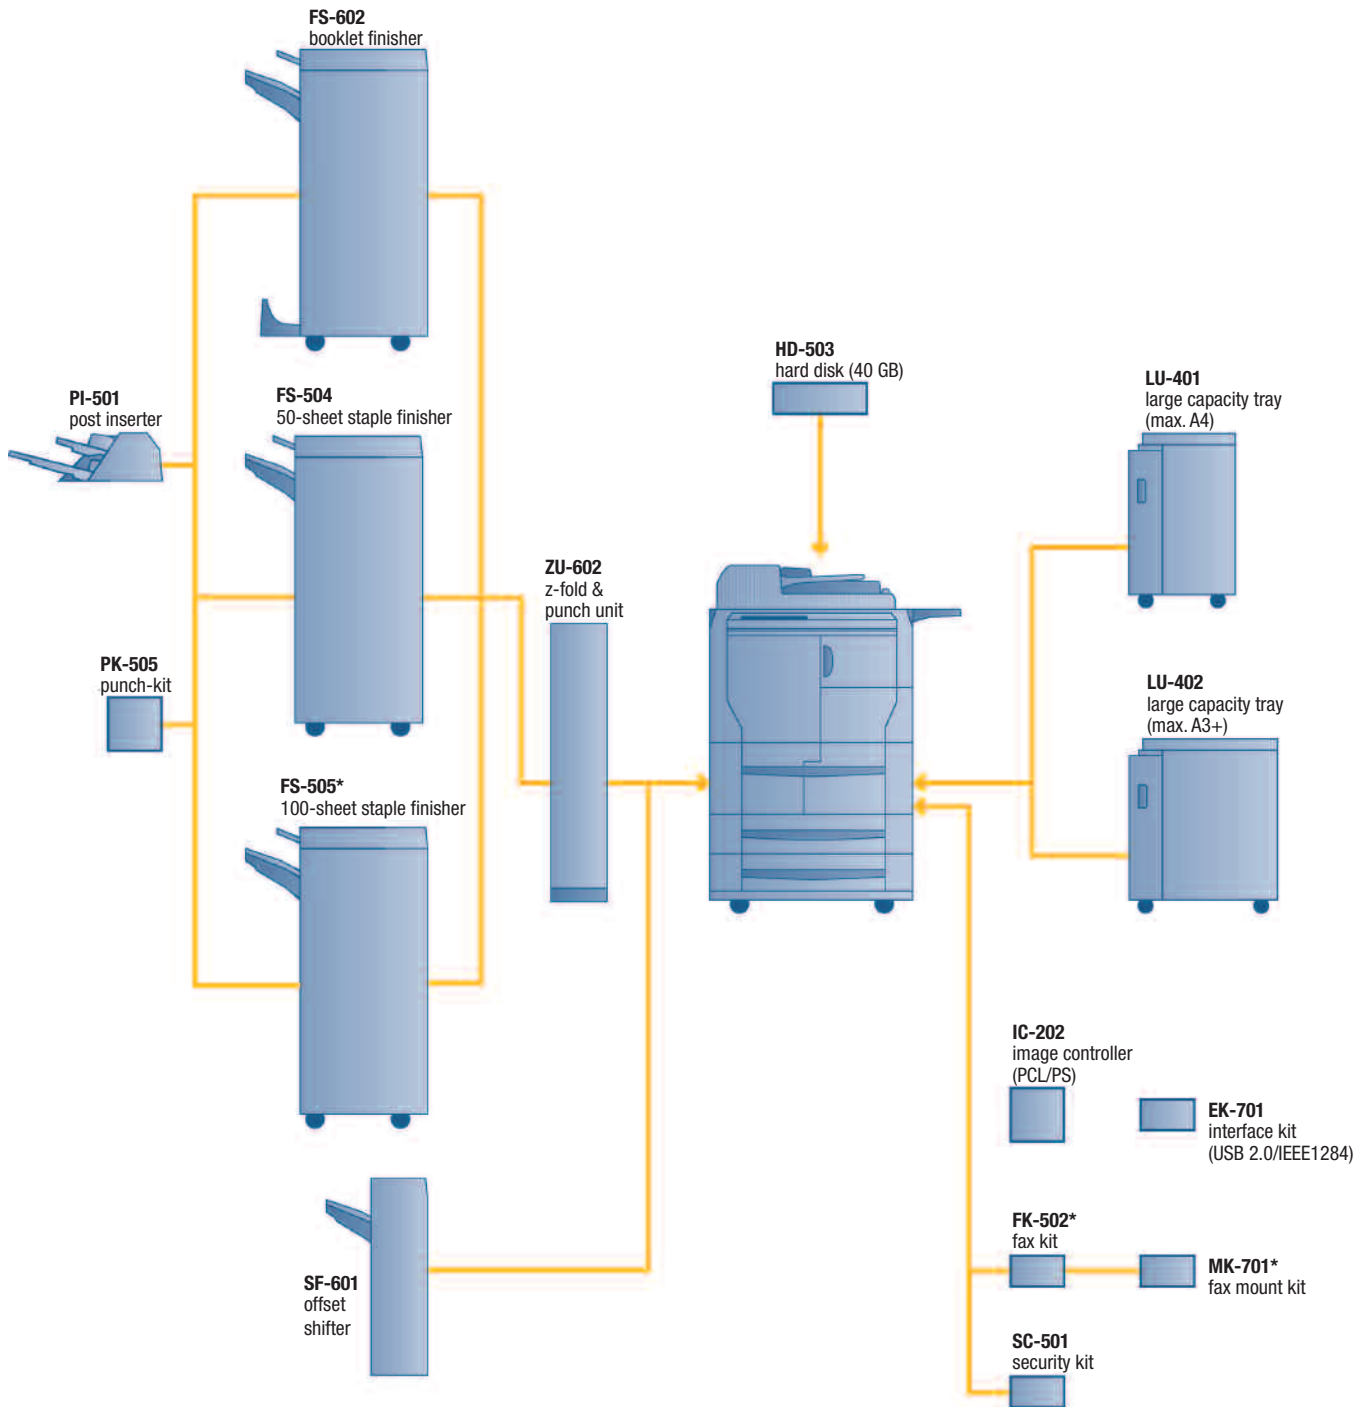 FS-602
booklet finisher
HD-503
hard disk (40 GB)
LU-401
large capacity tray
(max. A4)
PI-501
post inserter
FS-504
50-sheet staple finisher
ZU-602
z-fold &
punch unit
PK-505
punch-kit
LU-402
large capacity tray
(max. A3+)
FS-505*
100-sheet staple finisher
IC-202
image controller
(PCL/PS)
EK-701
interface kit
(USB 2.0/IEEE1284)
FK-502*
fax kit
MK-701*
fax mount kit
SF-601
offset
shifter
SC-501
security kit